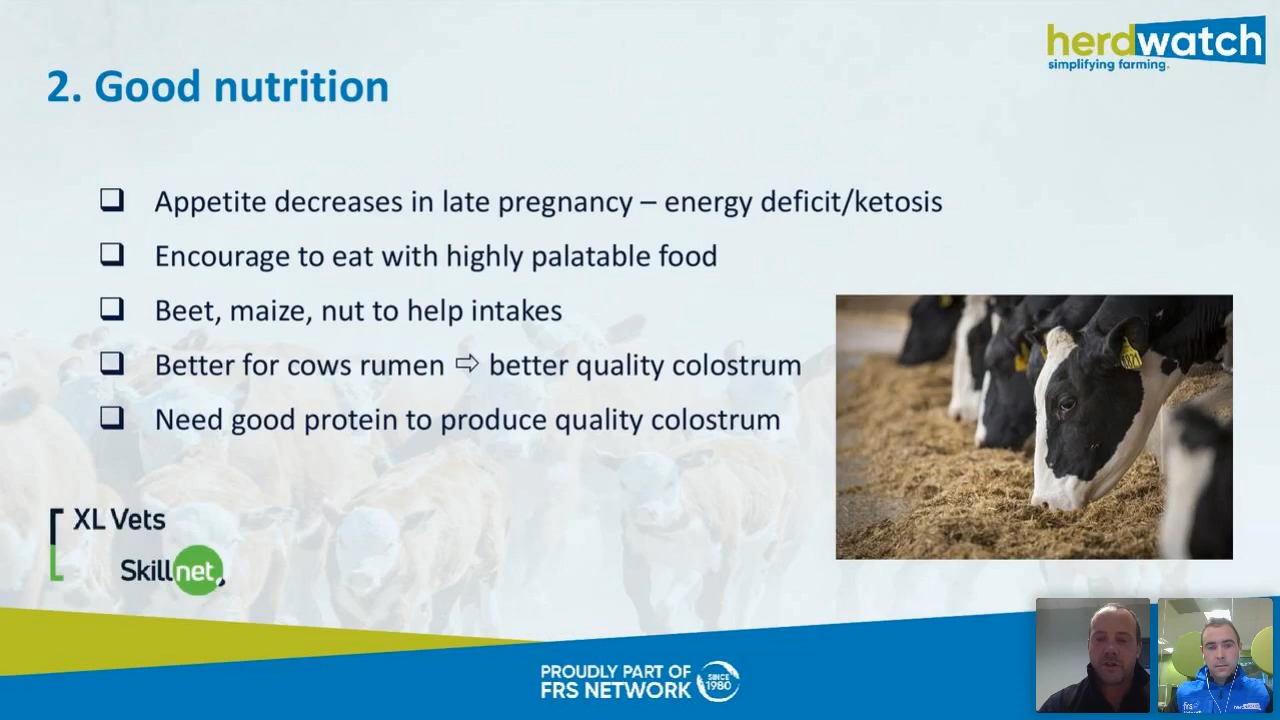 herdwatch
simplifying farming.
2. Good nutrition
❑ Appetite decreases in late pregnancy – energy deficit/ketosis
❑ Encourage to eat with highly palatable food
❑ Beet, maize, nut to help intakes
❑ Better for cows rumen ⇨ better quality colostrum
❑ Need good protein to produce quality colostrum
XL Vets
Skillnet
PROUDLY PART OF
FRS NETWORK
SINCE
1980
frs